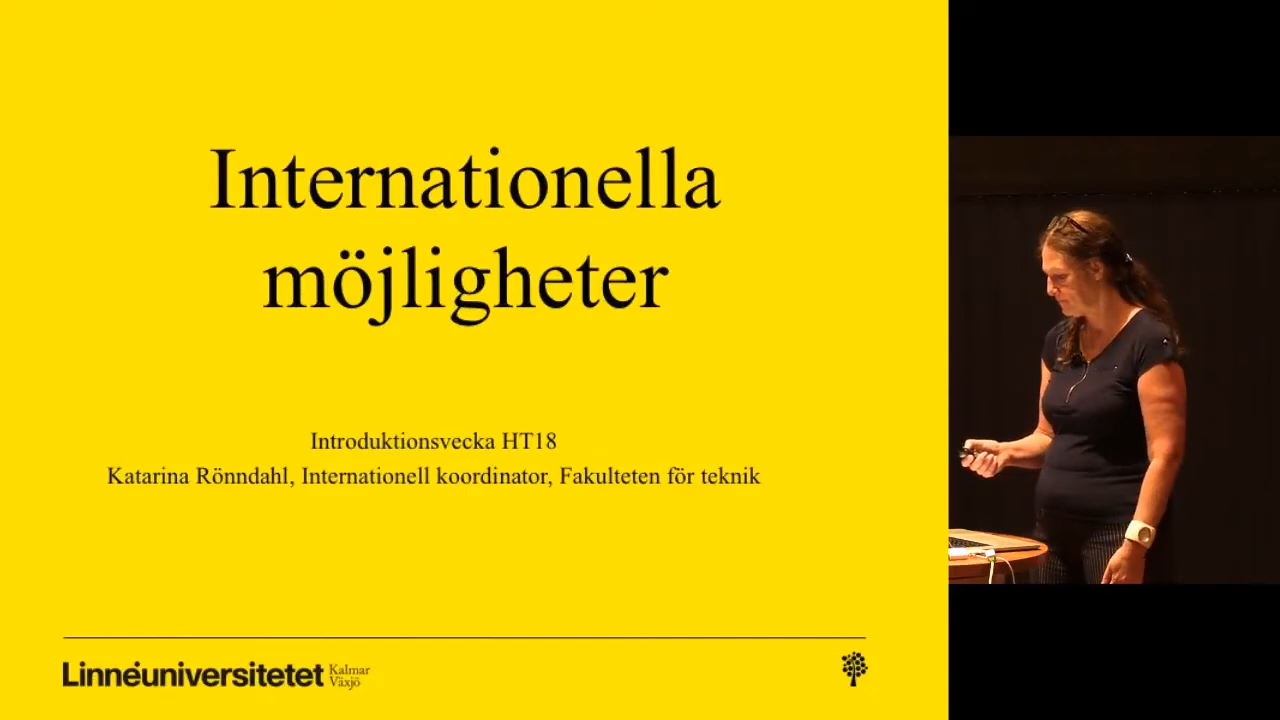 Internationella
möjligheter
Introduktionsvecka HT18
Katarina Rönndahl, Internationell koordinator, Fakulteten för teknik
Linnéuniversitetet
Kalmar
Växjö